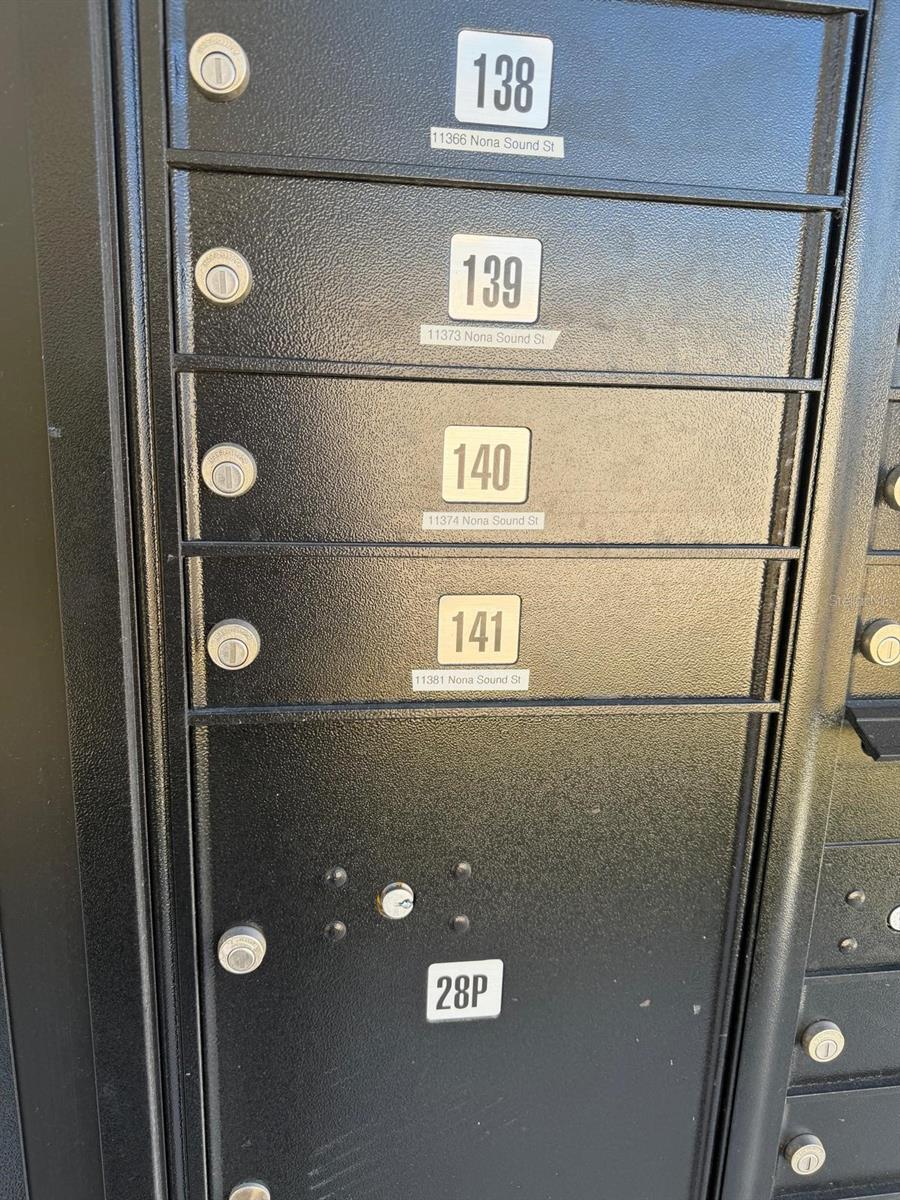 138
11366 Nona Sound St
139
11373 Nona Sound St
140
11374 Nona Sound St
141
11381 Nona Sound St
28P